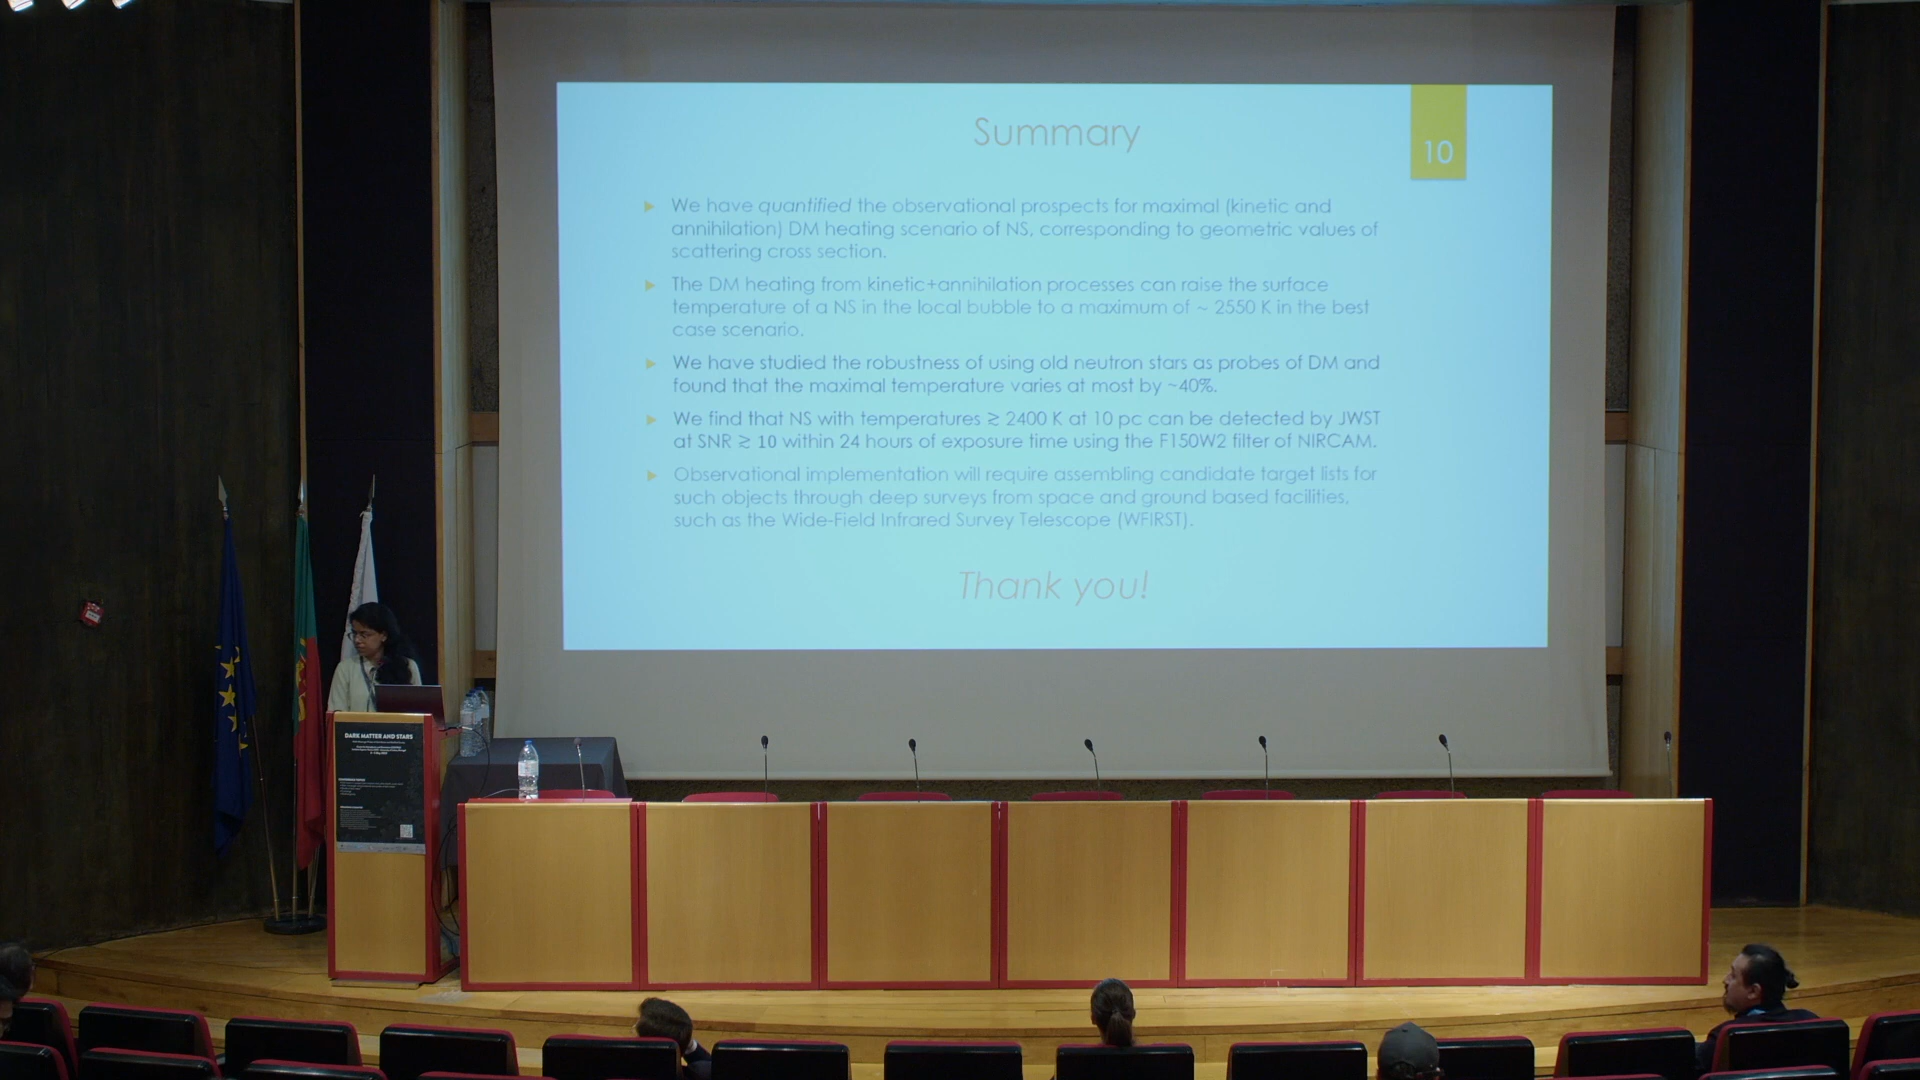 Summary
10
We have quantified the observational prospects for maximal (kinetic and
annihilation) DM heating scenario of NS, corresponding to geometric values of
scattering cross section.
The DM heating from kinetic+annihilation processes can raise the surface
temperature of a NS in the local bubble to a maximum of ~ 2550 K in the best
case scenario.
We have studied the robustness of using old neutron stars as probes of DM and
found that the maximal temperature varies at most by ~40%.
We find that NS with temperatures ≥ 2400 K at 10 pc can be detected by JWST
at SNR ≥ 10 within 24 hours of exposure time using the F150W2 filter of NIRCAM.
Observational implementation will require assembling candidate target lists for
such objects through deep surveys from space and ground based facilities,
such as the Wide-Field Infrared Survey Telescope (WFIRST).
Thank you!
DARK MATTER AND STARS